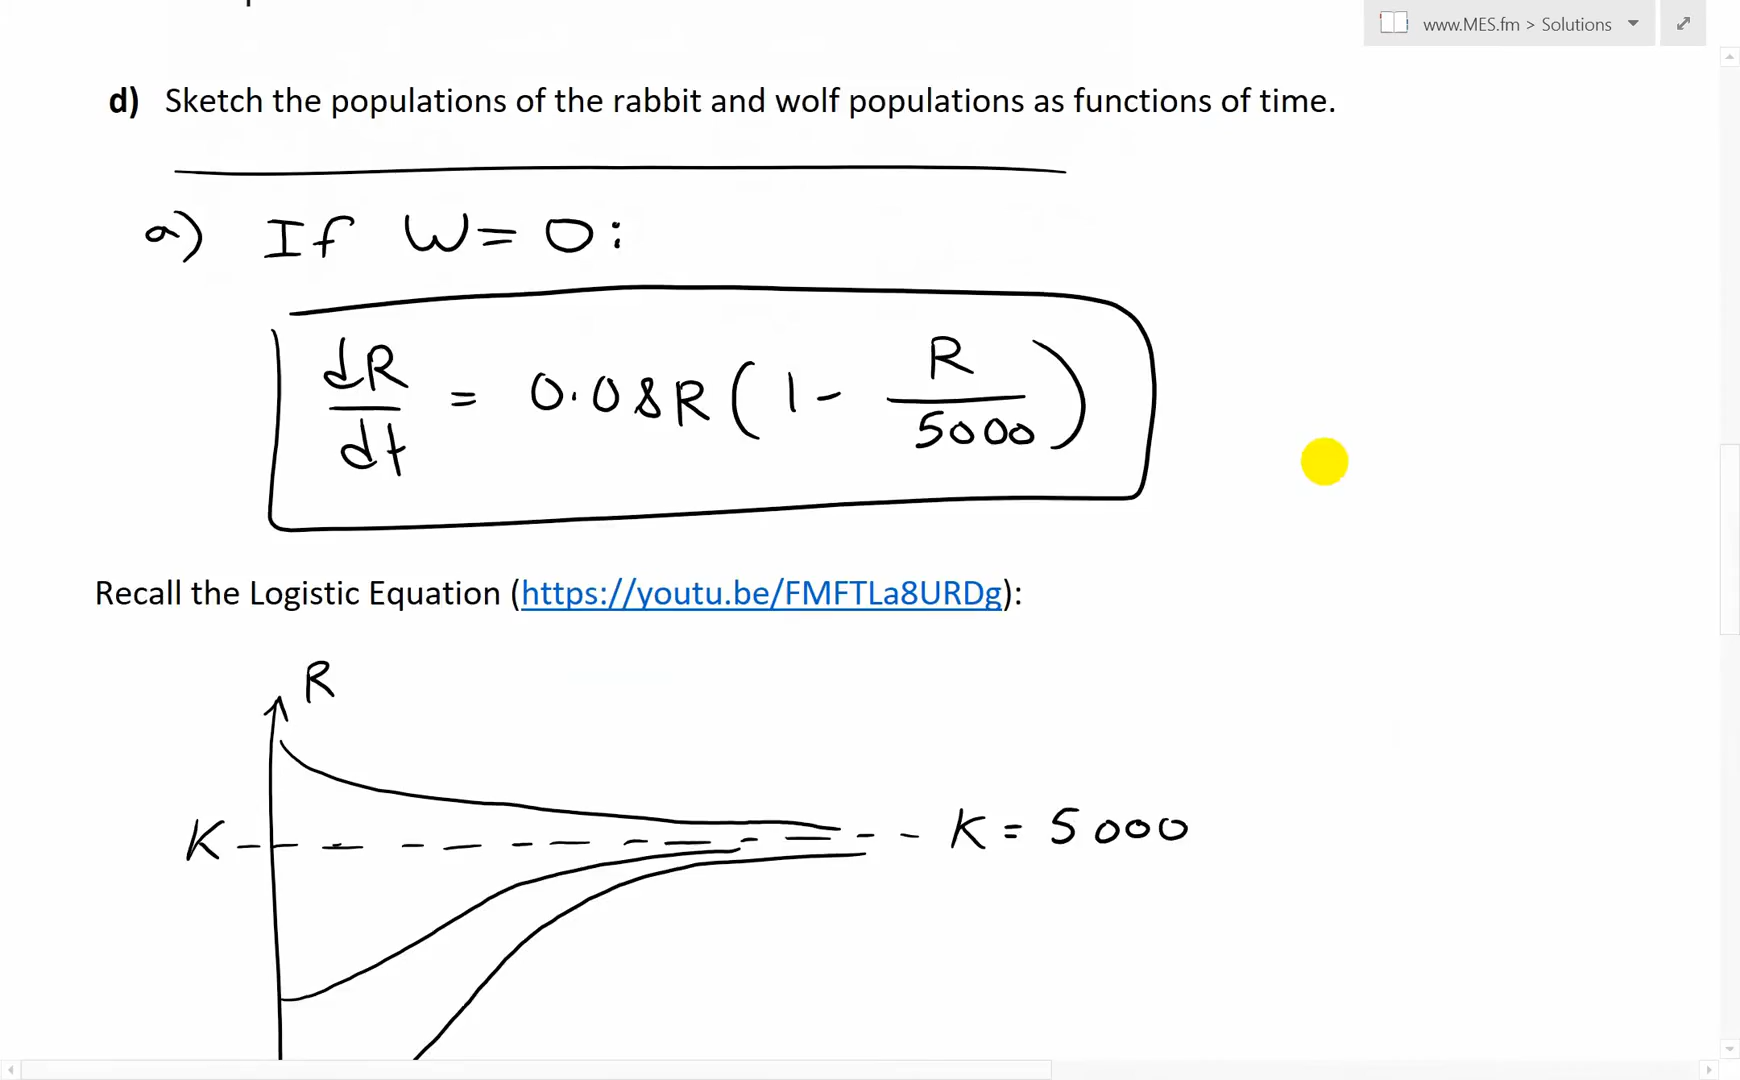 www.MES.fm > Solutions
d) Sketch the populations of the rabbit and wolf populations as functions of time.
a) If W = 0:
dR/dt = 0.08R(1 - R/5000)
Recall the Logistic Equation (https://youtu.be/FMFTLa8URDg):
R
K
K = 5000